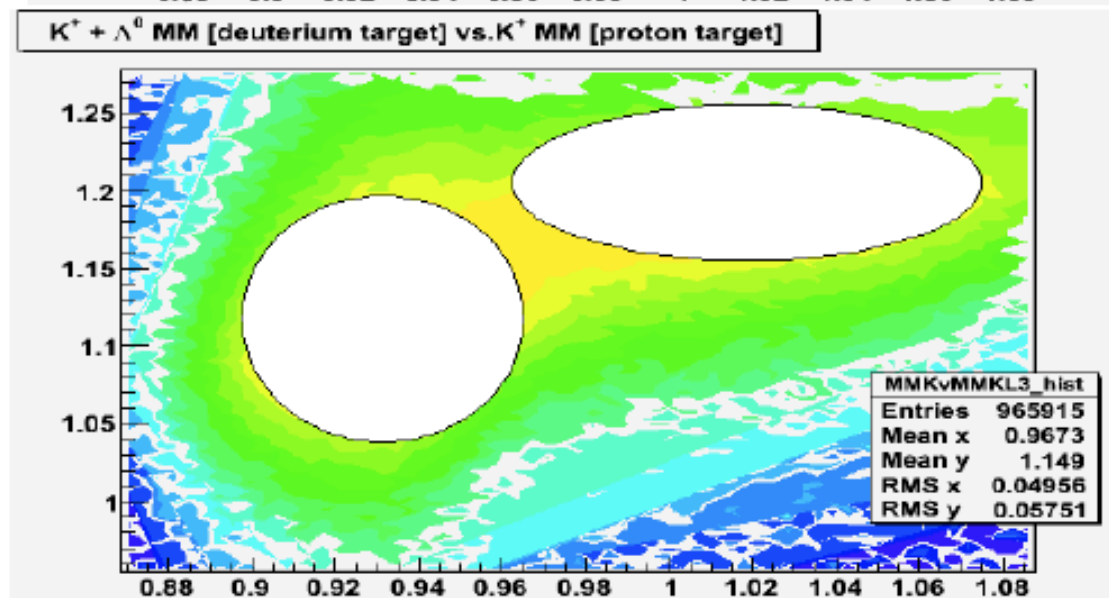 K⁺ + Λ⁰ MM [deuterium target] vs.K⁺ MM [proton target]
1.25
1.2
1.15
1.1
1.05
1
MMKvMMKL3_hist
Entries 965915
Mean x 0.9673
Mean y 1.149
RMS x 0.04956
RMS y 0.05751
0.88 0.9 0.92 0.94 0.96 0.98 1 1.02 1.04 1.06 1.08